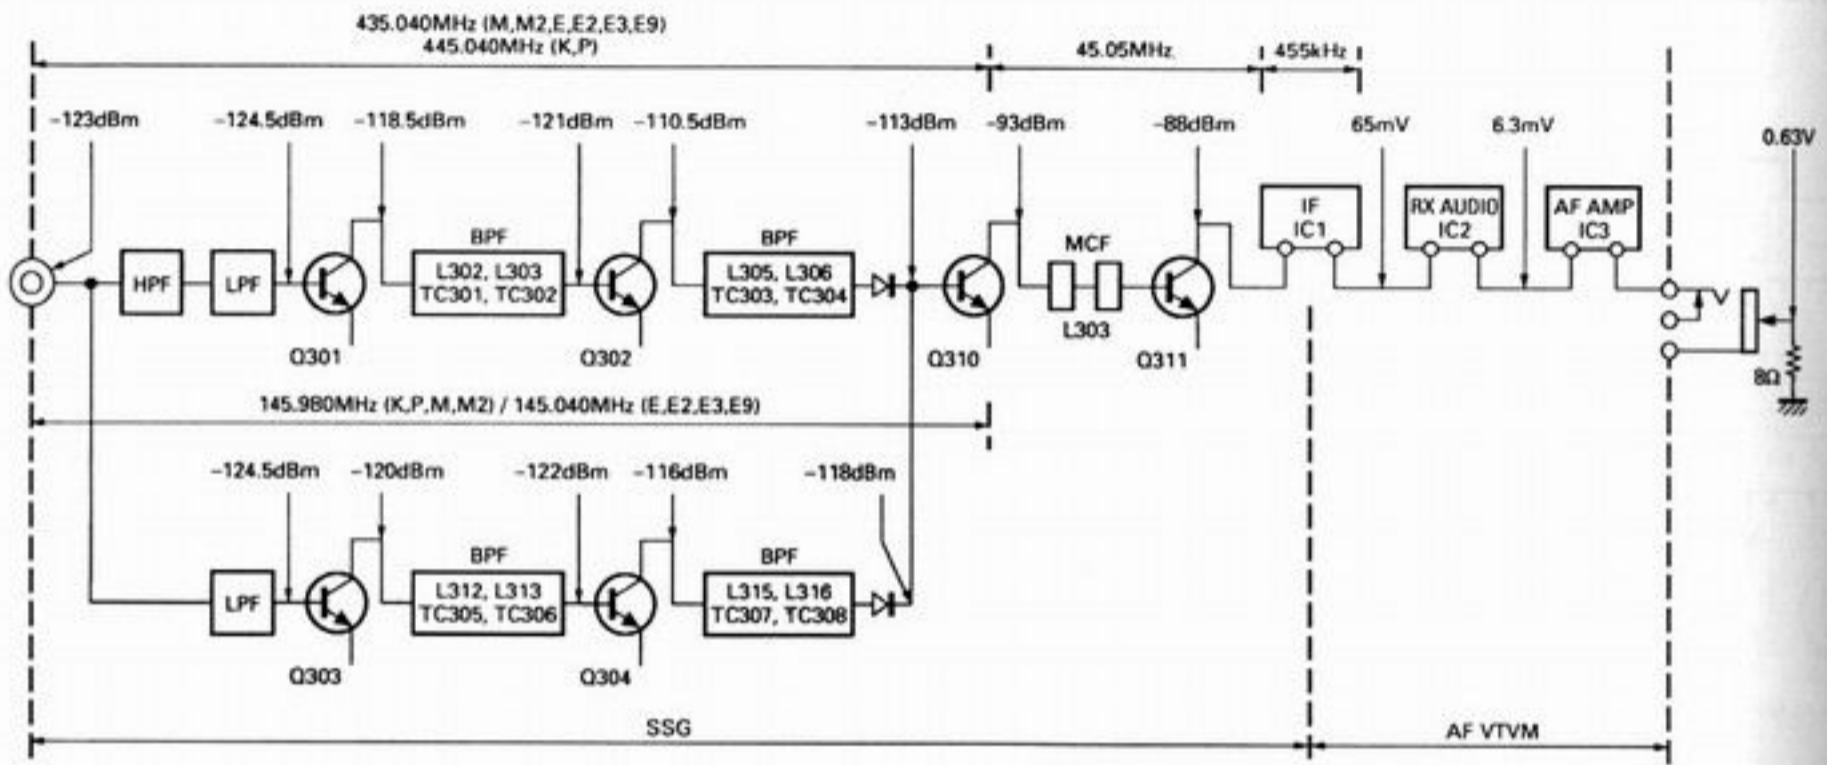 435.040MHz (M,M2,E,E2,E3,E9)
445.040MHz (K,P)
45.05MHz
455kHz
-123dBm
-124.5dBm
-118.5dBm
-121dBm
-110.5dBm
-113dBm
-93dBm
-88dBm
65mV
6.3mV
0.63V
HPF
LPF
Q301
BPF
L302, L303
TC301, TC302
Q302
BPF
L305, L306
TC303, TC304
Q310
MCF
L303
Q311
IF
IC1
RX AUDIO
IC2
AF AMP
IC3
8Ω
145.980MHz (K,P,M,M2) / 145.040MHz (E,E2,E3,E9)
-124.5dBm
-120dBm
-122dBm
-116dBm
-118dBm
LPF
Q303
BPF
L312, L313
TC305, TC306
Q304
BPF
L315, L316
TC307, TC308
SSG
AF VTVM